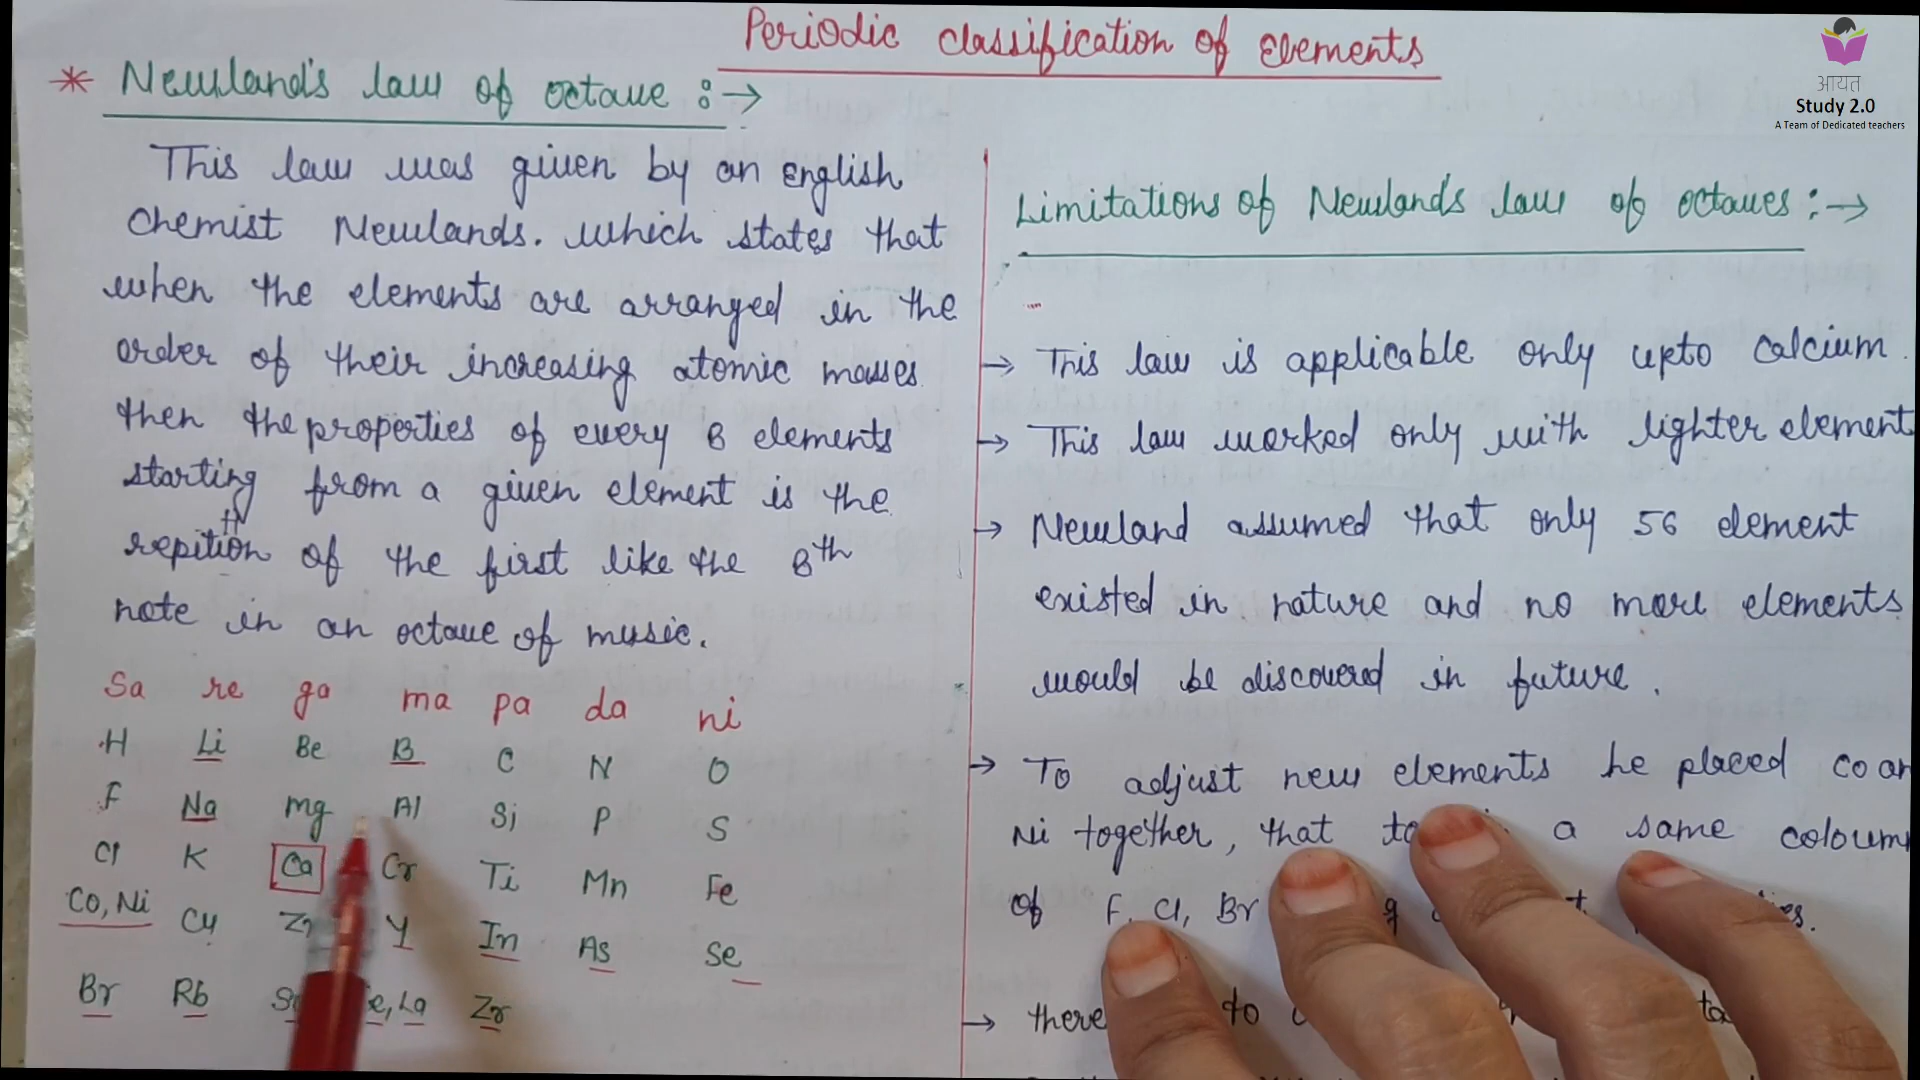 Periodic classification of Elements
आयत
Study 2.0
A Team of Dedicated teachers
* Newland's law of octave :→
This law was given by an English
chemist Newlands. which states that
when the elements are arranged in the
order of their increasing atomic masses
then the properties of every 8 elements
starting from a given element is the
repitition of the first like the 8th
note in an octave of music.
Sa re ga ma pa da ni
H Li Be B C N O
F Na Mg Al Si P S
Cl K Ca Cr Ti Mn Fe
Co, Ni Cu Y In As Se
Br Rb La Zr
Limitations of Newland's law of octaves :→
→ This law is applicable only upto calcium.
→ This law worked only with lighter element
→ Newland assumed that only 56 element
existed in nature and no more elements
would be discovered in future.
→ To adjust new elements he placed co an
Ni together, that a same coloum
of F, Cl, Br
→ to